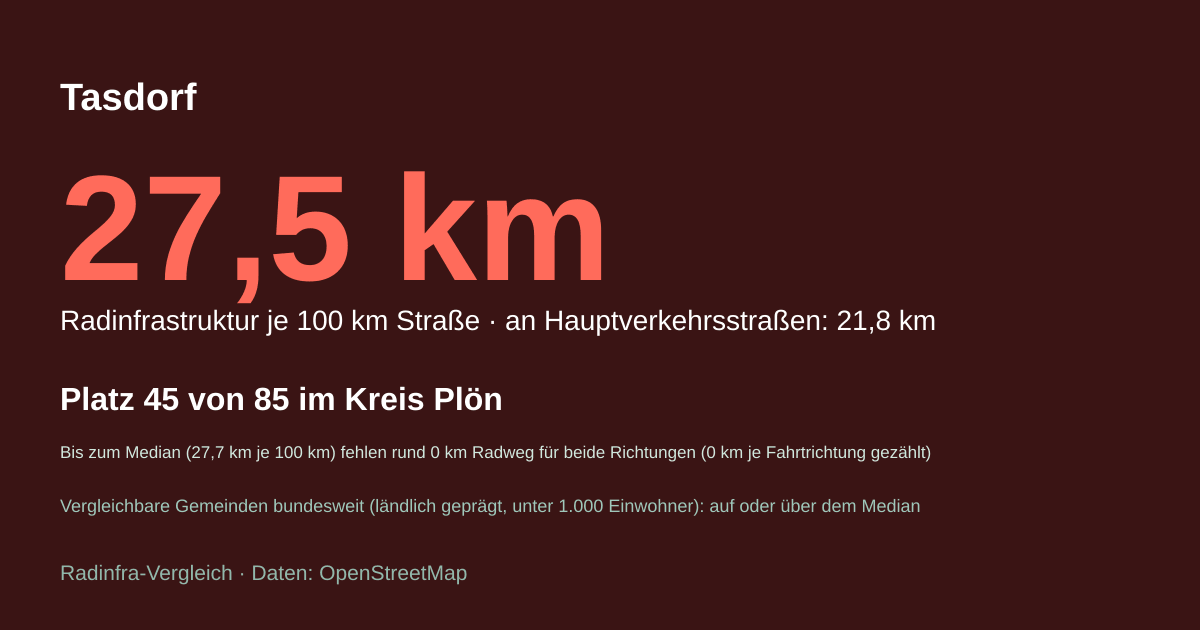 Tasdorf
27,5 km
Radinfrastruktur je 100 km Straße · an Hauptverkehrsstraßen: 21,8 km
Platz 45 von 85 im Kreis Plön
Bis zum Median (27,7 km je 100 km) fehlen rund 0 km Radweg für beide Richtungen (0 km je Fahrtrichtung gezählt)
Vergleichbare Gemeinden bundesweit (ländlich geprägt, unter 1.000 Einwohner): auf oder über dem Median
Radinfra-Vergleich · Daten: OpenStreetMap